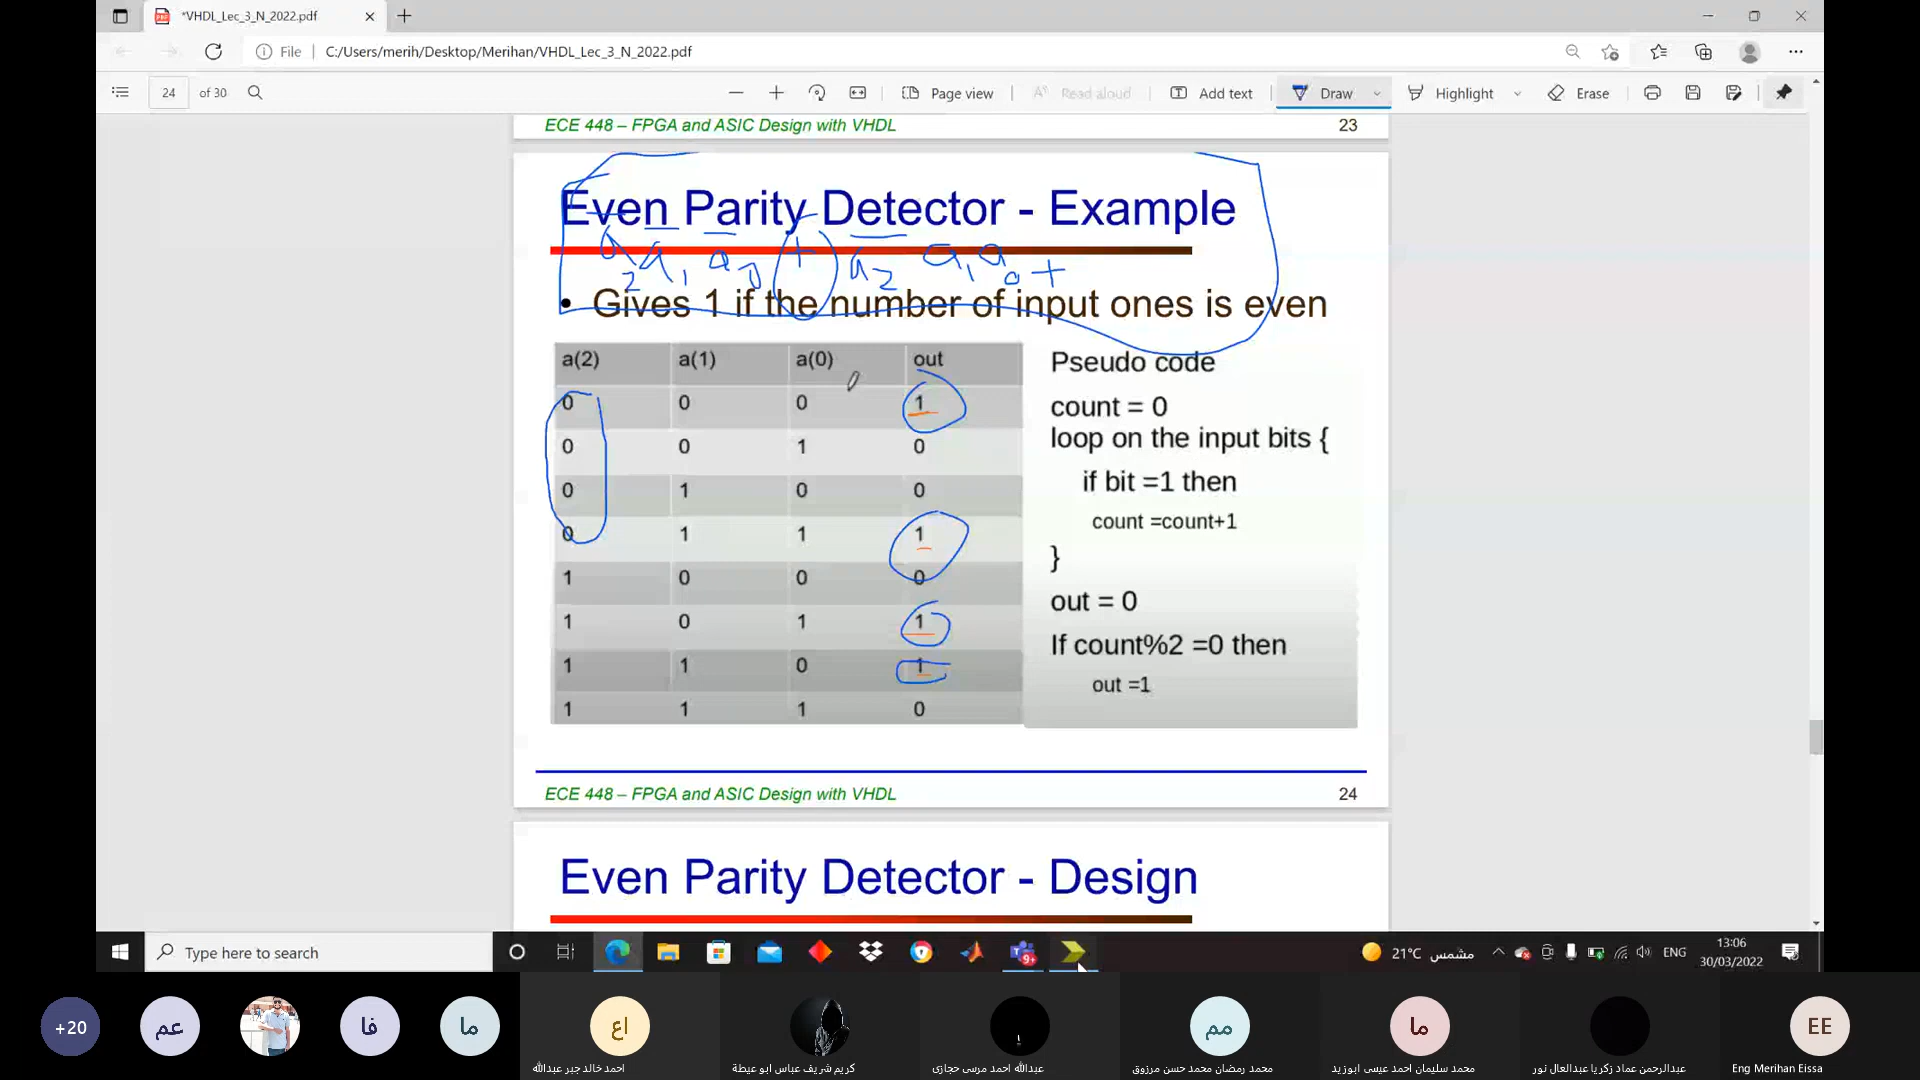 *VHDL_Lec_3_N_2022.pdf
File C:/Users/merih/Desktop/Merihan/VHDL_Lec_3_N_2022.pdf
24 of 30 Page view Read aloud Add text Draw Highlight Erase
ECE 448 – FPGA and ASIC Design with VHDL 23
Even Parity Detector - Example
a2 a1 a0 + a2 a1 a0 +
• Gives 1 if the number of input ones is even
a(2) a(1) a(0) out
0 0 0 1
0 0 1 0
0 1 0 0
0 1 1 1
1 0 0 0
1 0 1 1
1 1 0 1
1 1 1 0
Pseudo code
count = 0
loop on the input bits {
if bit =1 then
count =count+1
}
out = 0
If count%2 =0 then
out =1
ECE 448 – FPGA and ASIC Design with VHDL 24
Even Parity Detector - Design
Type here to search
9+
21°C مشمس
ENG
13:06
30/03/2022
+20 عم فا ما اع مم ما EE
احمد خالد جبر عبدالله
كريم شريف عباس ابو عيطة
عبدالله احمد مرسى حجازى
محمد رمضان محمد حسن مرزوق
محمد سليمان احمد عيسى ابوزيد
عبدالرحمن عماد زكريا عبدالعال نور
Eng Merihan Eissa